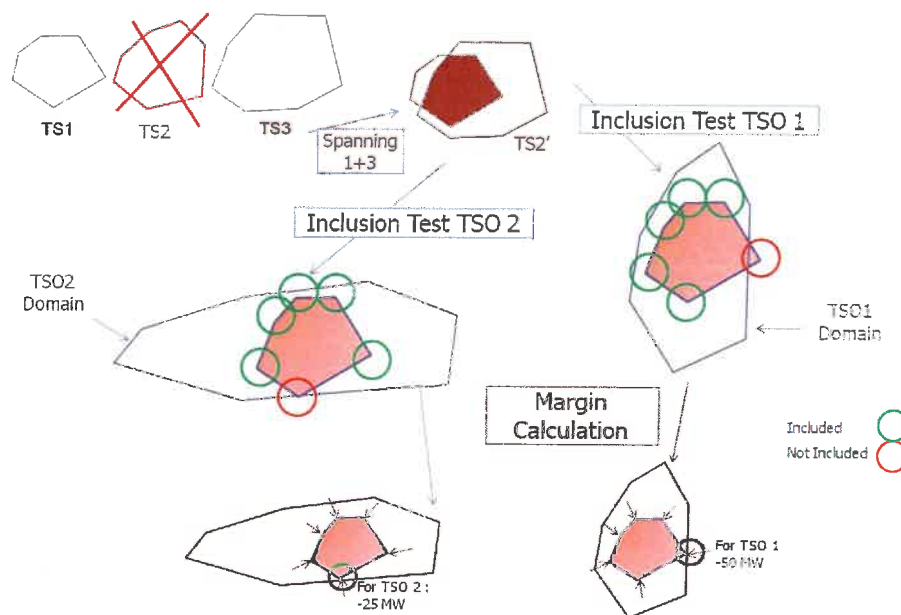 TS1
TS2
TS3
Spanning
1+3
TS2'
Inclusion Test TSO 1
Inclusion Test TSO 2
TSO2
Domain
TSO1
Domain
Margin
Calculation
Included
Not Included
For TSO 2 :
-25 MW
For TSO 1
-50 MW